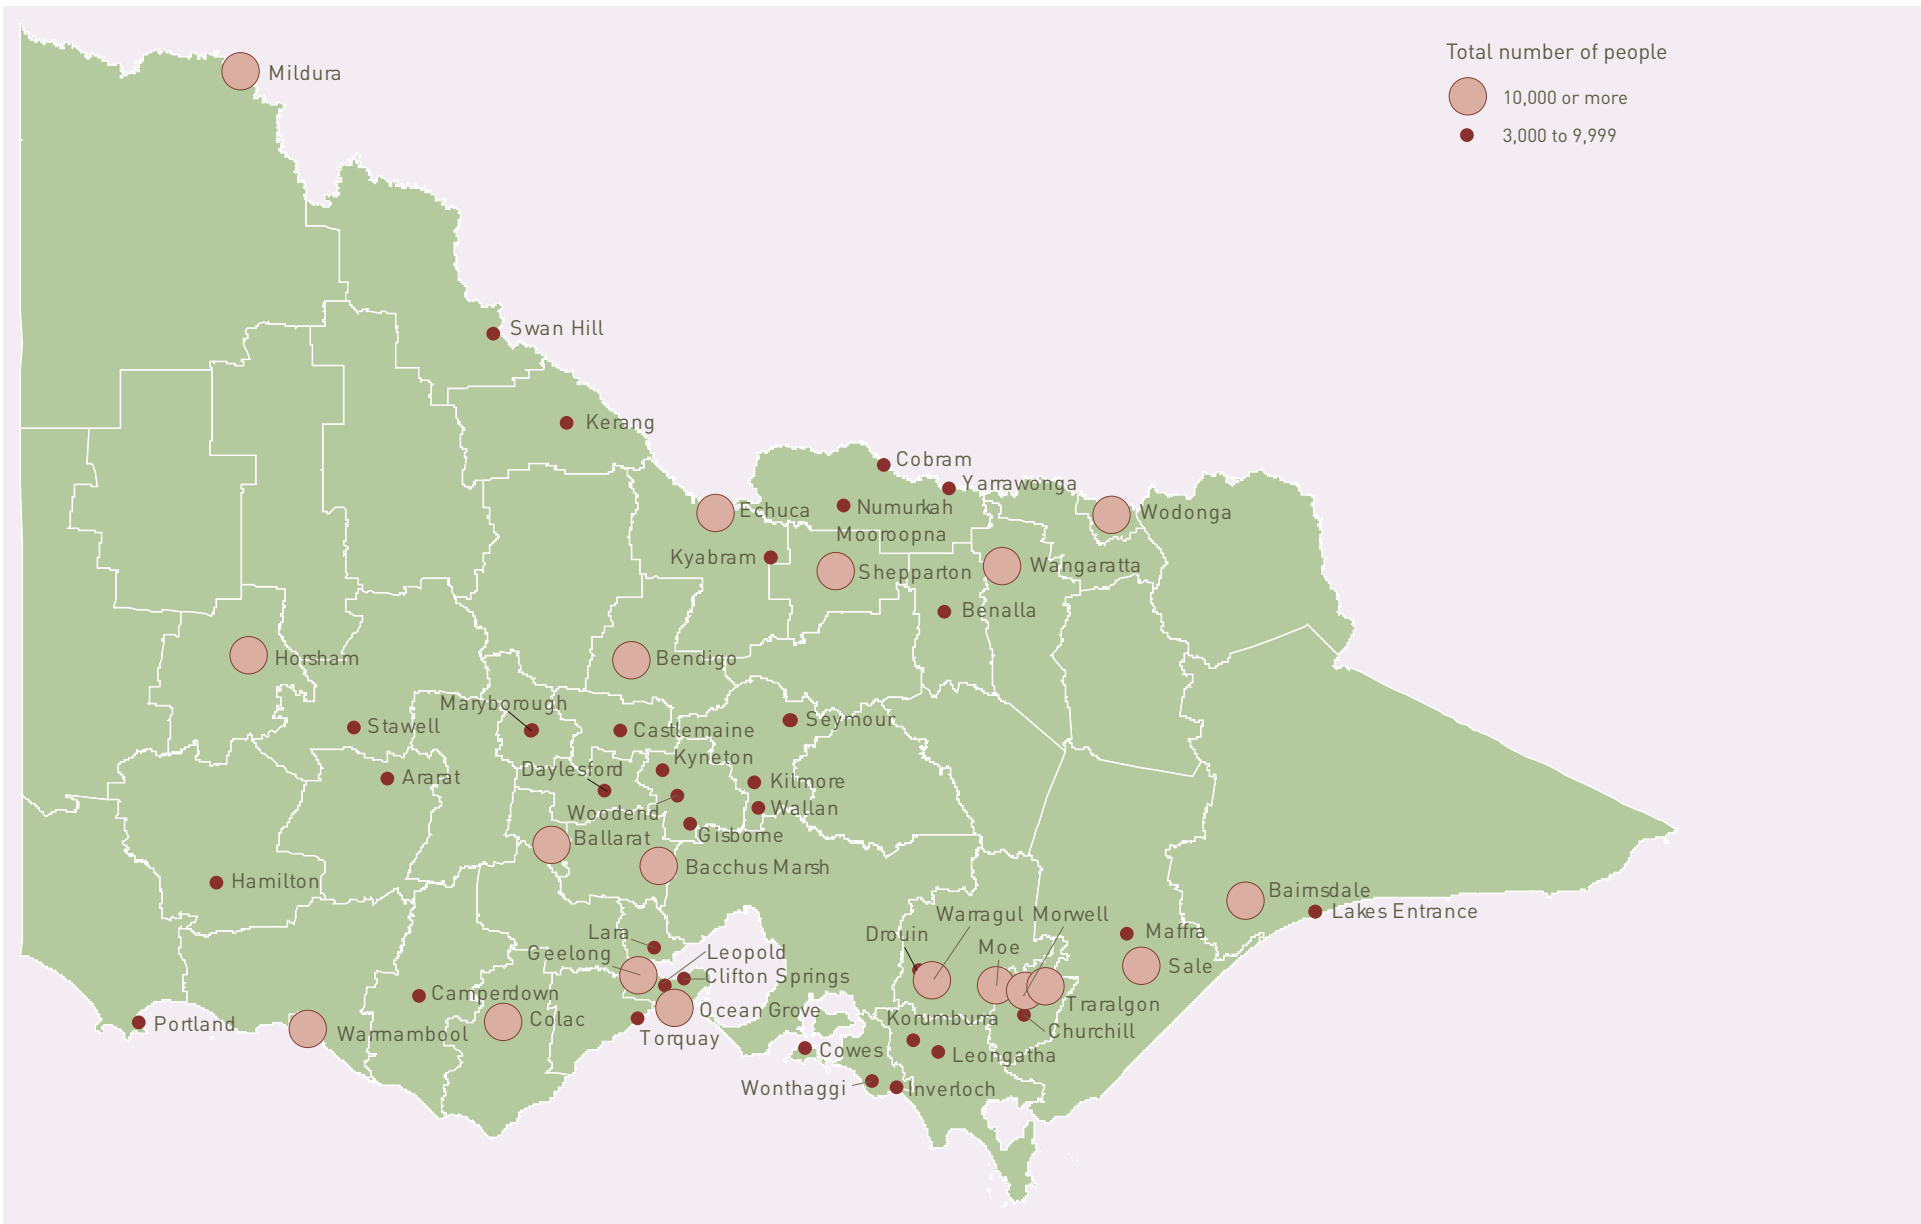 Total number of people
10,000 or more
3,000 to 9,999
Mildura
Swan Hill
Kerang
Cobram
Yarrawonga
Echuca
Numurkah
Wodonga
Mooroopna
Kyabram
Shepparton
Wangaratta
Benalla
Horsham
Bendigo
Maryborough
Stawell
Castlemaine
Seymour
Kyneton
Daylesford
Ararat
Kilmore
Woodend
Wallan
Ballarat
Gisborne
Bacchus Marsh
Hamilton
Bairnsdale
Lakes Entrance
Warragul
Morwell
Lara
Drouin
Maffra
Geelong
Leopold
Moe
Sale
Clifton Springs
Camperdown
Ocean Grove
Traralgon
Portland
Warrnambool
Colac
Korumburra
Churchill
Torquay
Cowes
Leongatha
Wonthaggi
Inverloch